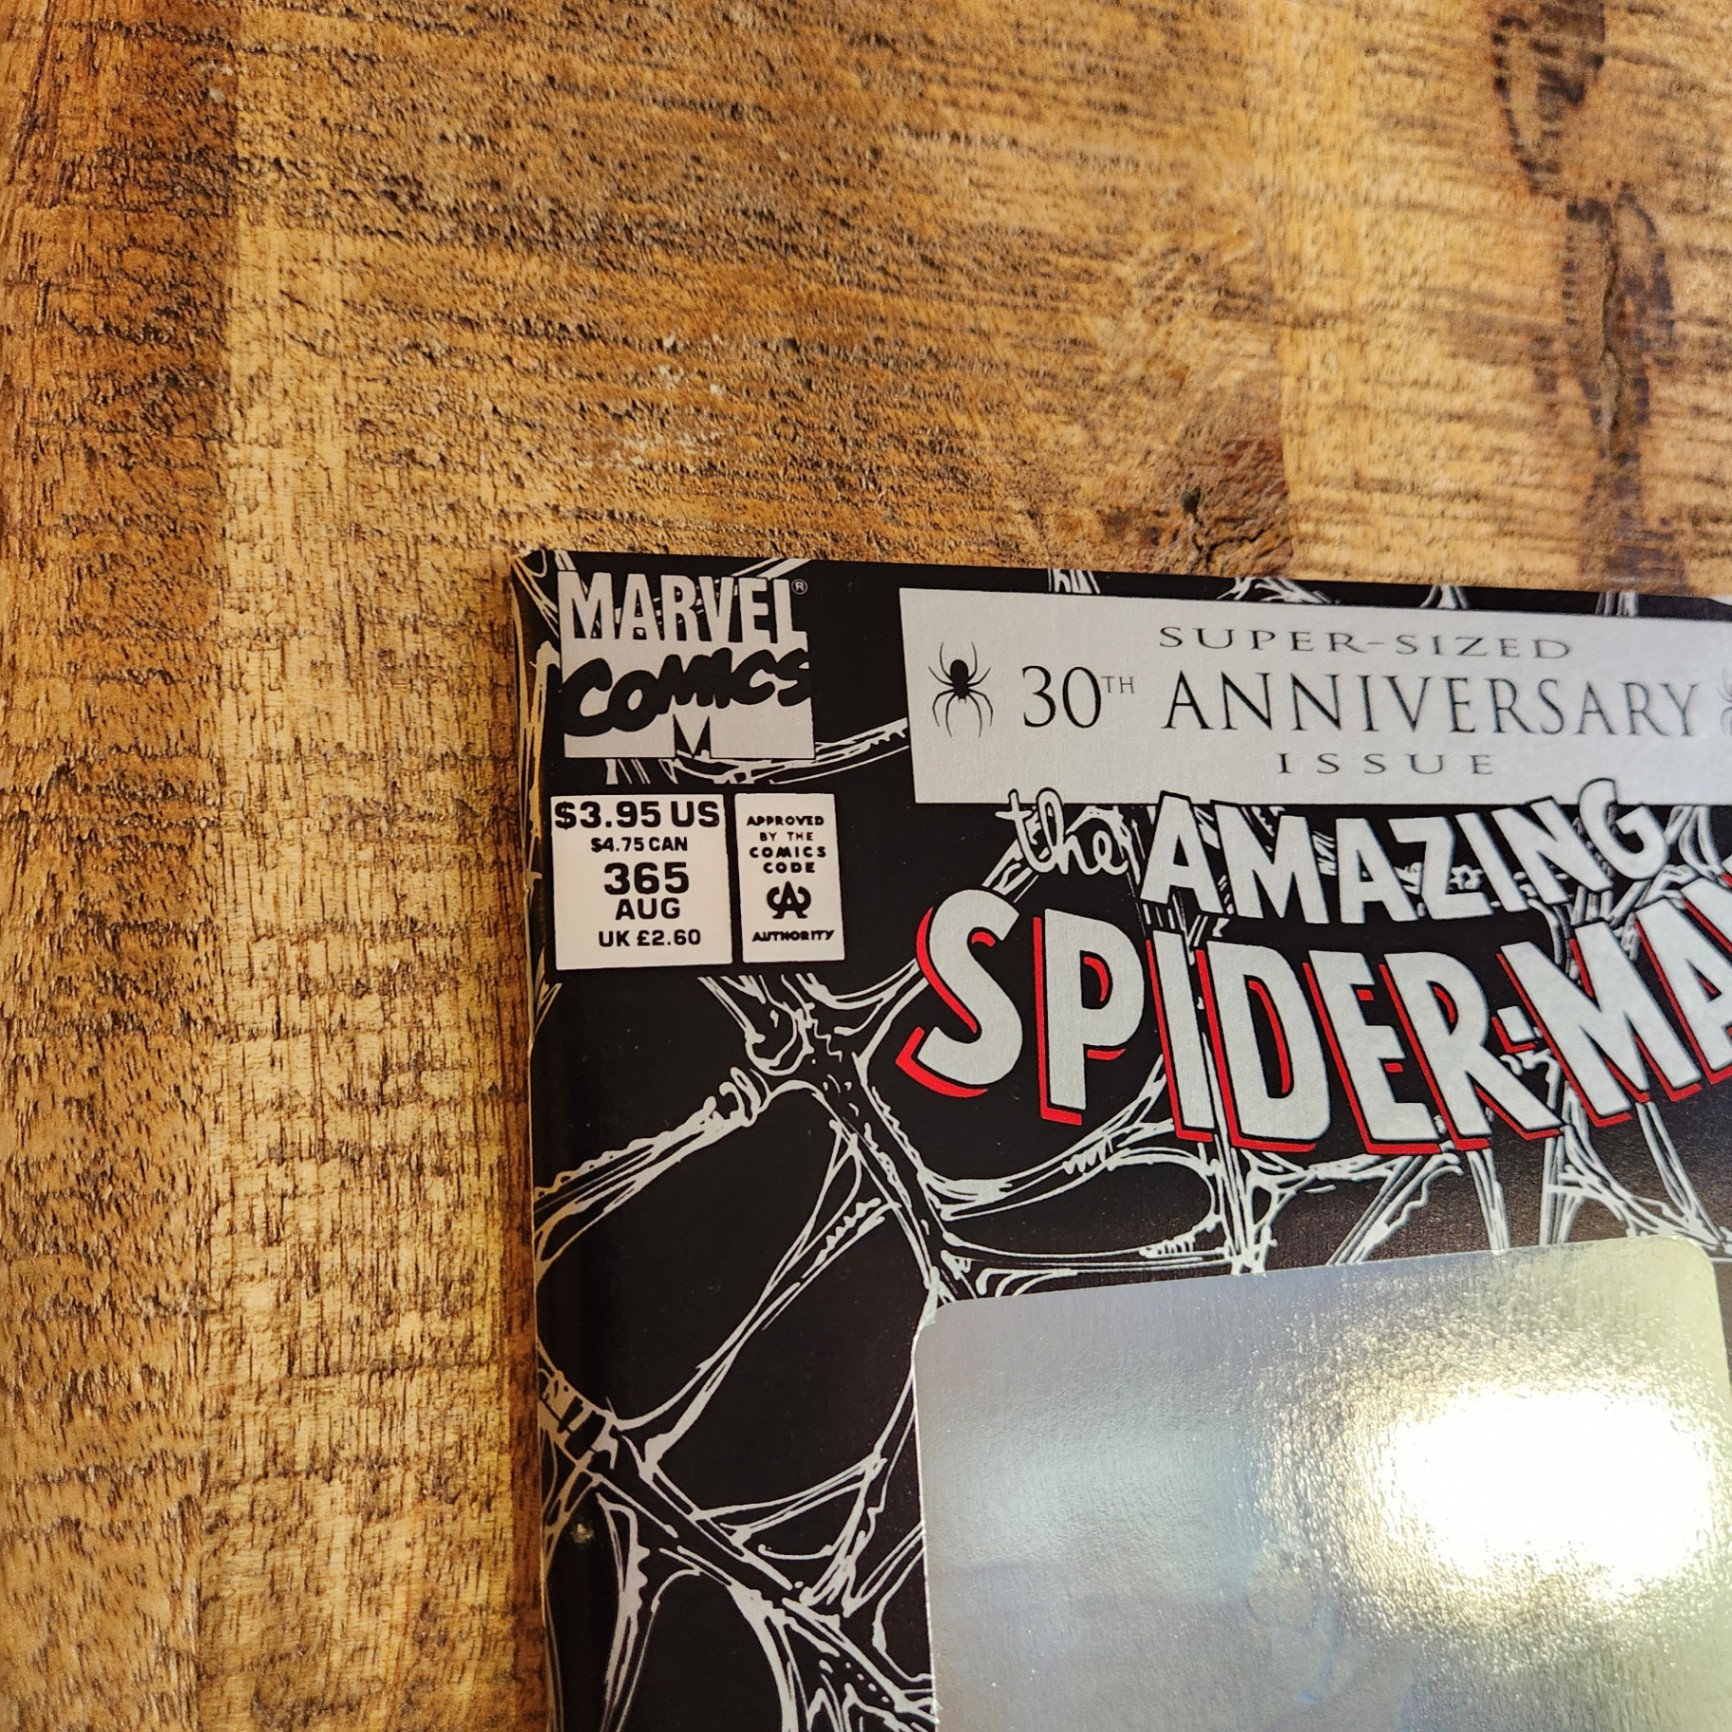 MARVEL®
COMICS
SUPER-SIZED
30TH ANNIVERSARY
ISSUE
$3.95 US
$4.75 CAN
365
AUG
UK £2.60
APPROVED
BY THE
COMICS
CODE
CA
AUTHORITY
the AMAZING
SPIDER-MA